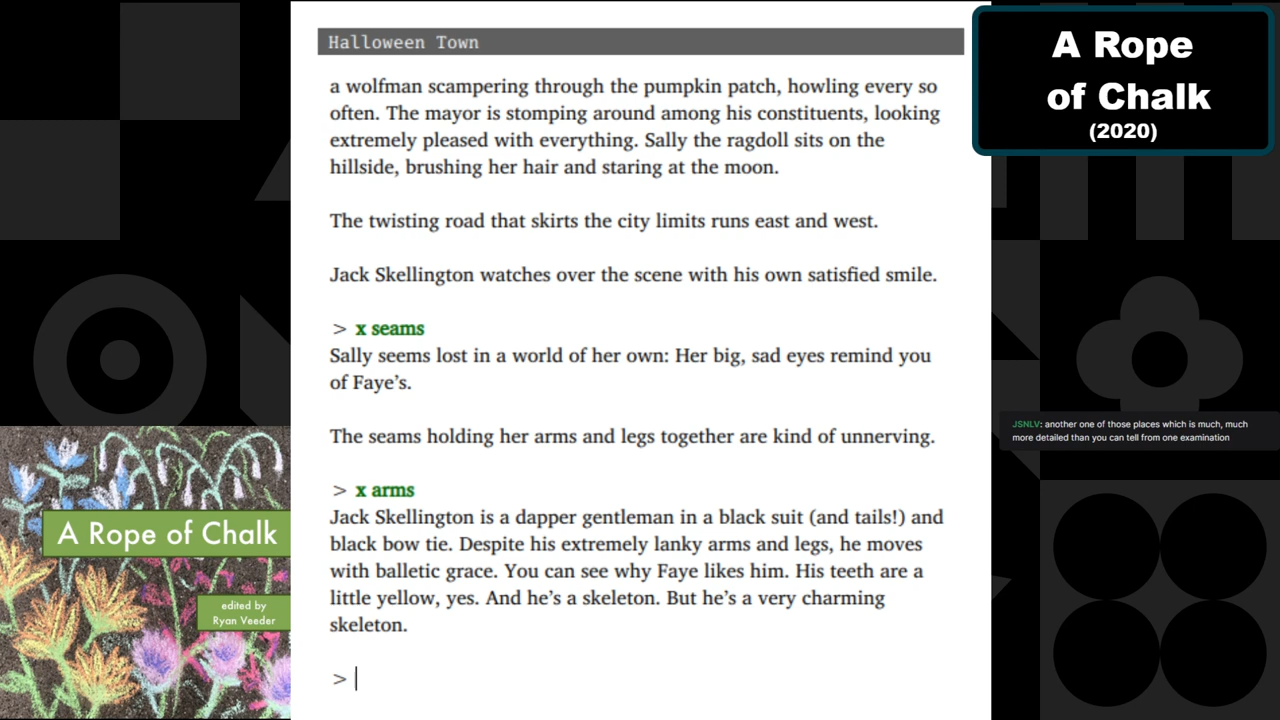 Halloween Town
a wolfman scampering through the pumpkin patch, howling every so
often. The mayor is stomping around among his constituents, looking
extremely pleased with everything. Sally the ragdoll sits on the
hillside, brushing her hair and staring at the moon.
The twisting road that skirts the city limits runs east and west.
Jack Skellington watches over the scene with his own satisfied smile.
> x seams
Sally seems lost in a world of her own: Her big, sad eyes remind you
of Faye’s.
The seams holding her arms and legs together are kind of unnerving.
> x arms
Jack Skellington is a dapper gentleman in a black suit (and tails!) and
black bow tie. Despite his extremely lanky arms and legs, he moves
with balletic grace. You can see why Faye likes him. His teeth are a
little yellow, yes. And he’s a skeleton. But he’s a very charming
skeleton.
>
A Rope
of Chalk
(2020)
JSNLV: another one of those places which is much, much
more detailed than you can tell from one examination
A Rope of Chalk
edited by
Ryan Veeder